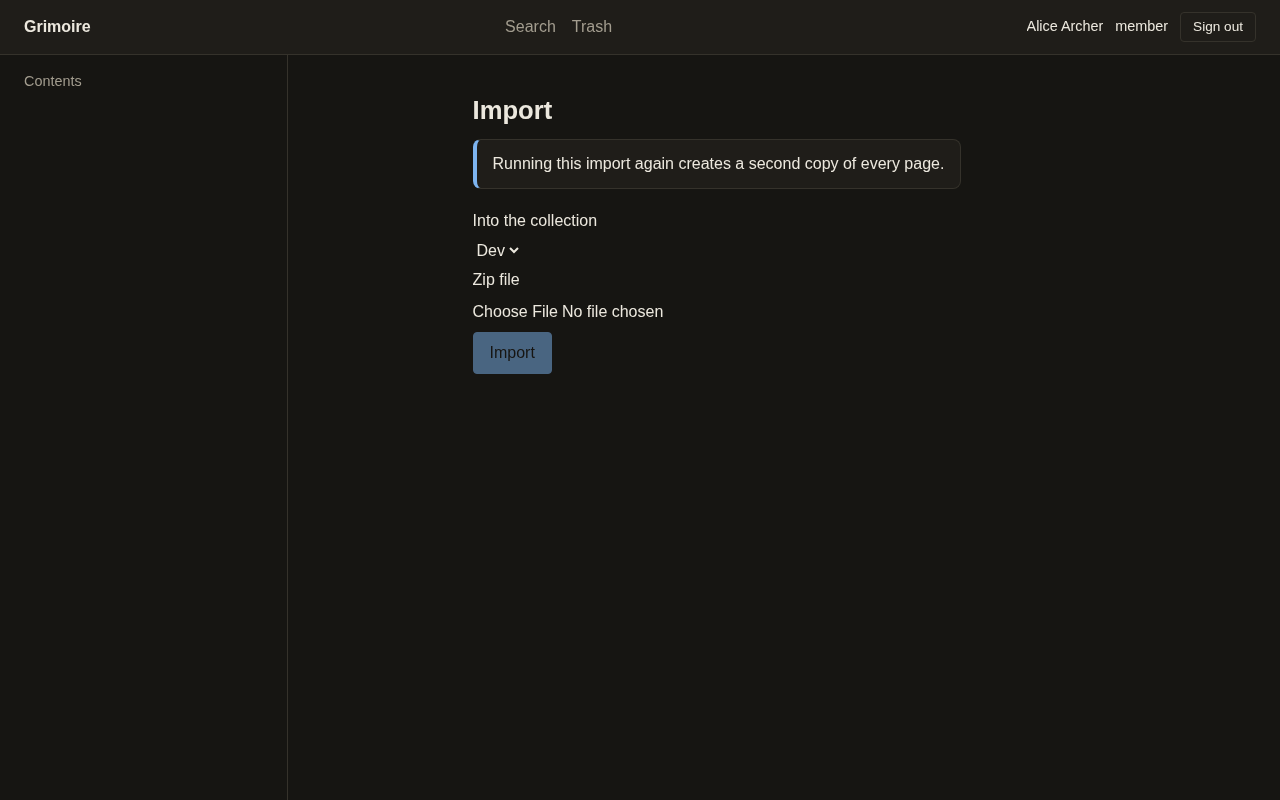 Grimoire
Search Trash
Alice Archer member Sign out
Contents
Import
Running this import again creates a second copy of every page.
Into the collection
Dev
Zip file
Choose File No file chosen
Import